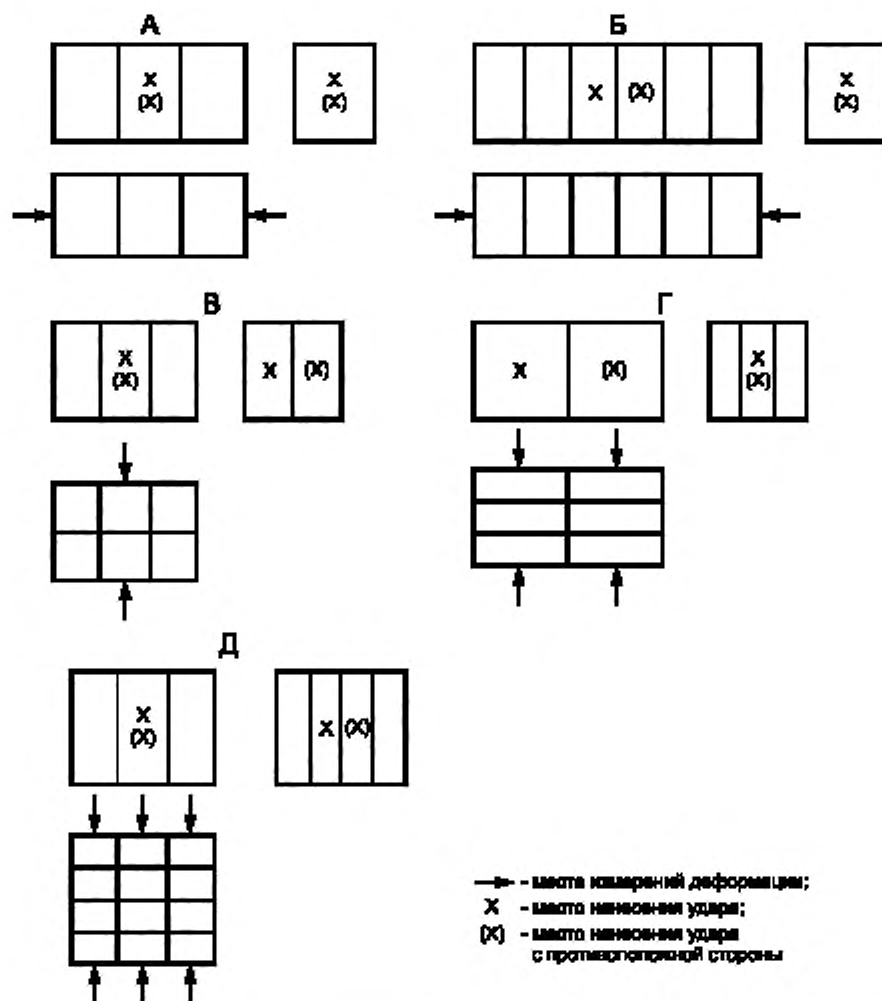 А
Б
X
(X)
X
(X)
X
(X)
X
(X)
В
Г
X
(X)
X
(X)
X
(X)
X
(X)
Д
X
(X)
X
(X)
- места измерений деформации;
X - место нанесения удара;
(X) - место нанесения удара
с противоположной стороны